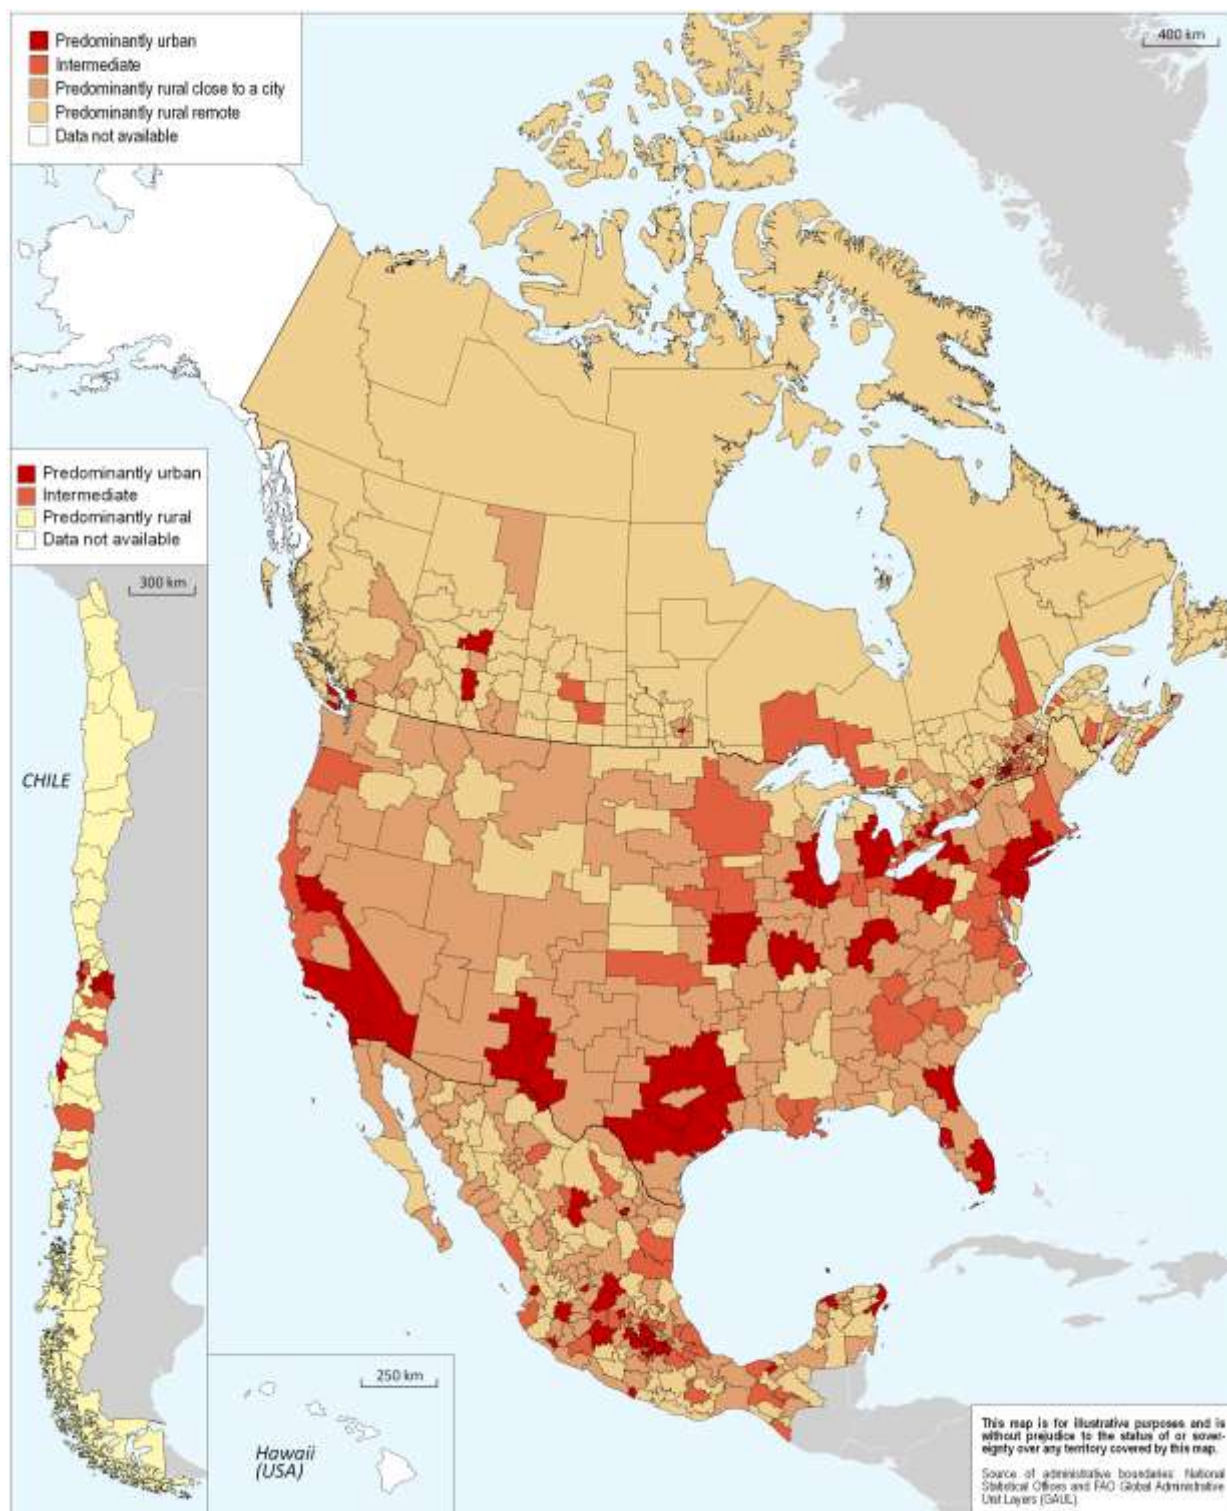 Predominantly urban
Intermediate
Predominantly rural close to a city
Predominantly rural remote
Data not available
400 km
Predominantly urban
Intermediate
Predominantly rural
Data not available
300 km
CHILE
250 km
Hawaii
(USA)
This map is for illustrative purposes and is
without prejudice to the status of or sover-
eignty over any territory covered by this map.
Source of administrative boundaries: National
Statistical Offices and FAO Global Administrative
Unit Layers (GAUL)